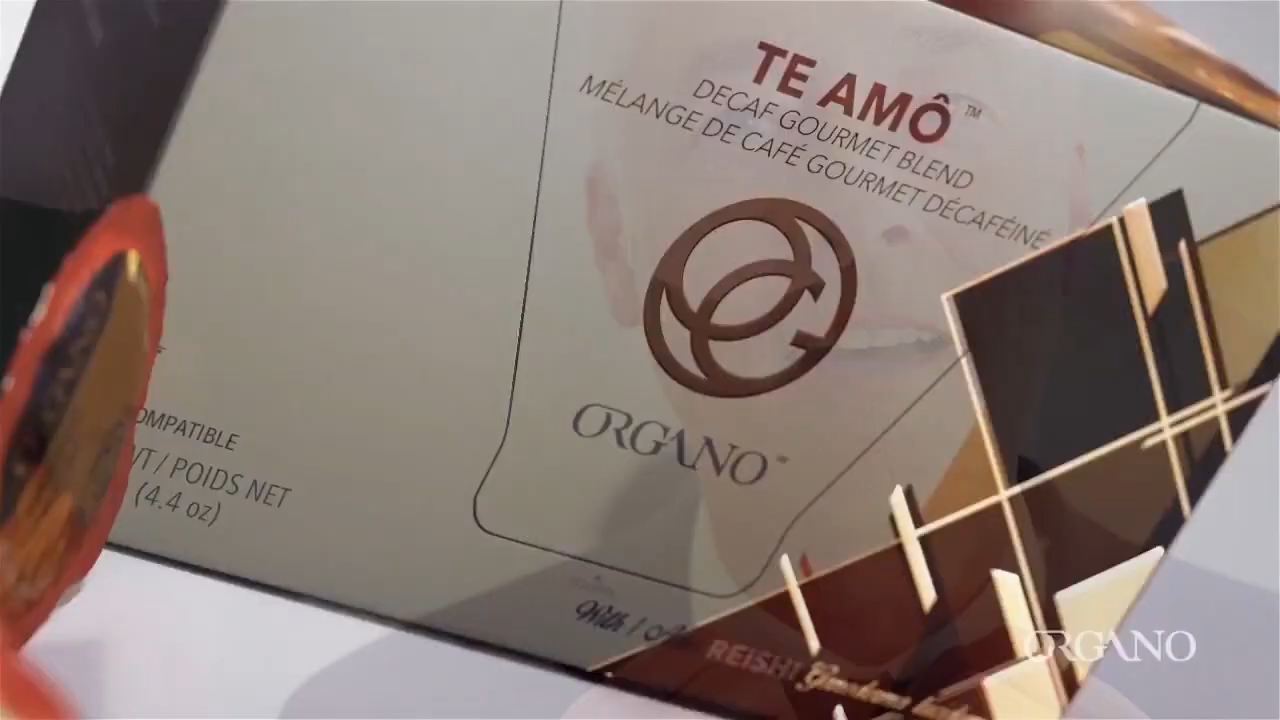 TE AMÔ™
DECAF GOURMET BLEND
MÉLANGE DE CAFÉ GOURMET DÉCAFÉINÉ
ORGANO™
OMPATIBLE
/ POIDS NET
(4.4 oz)
With /
REISHI
ORGANO